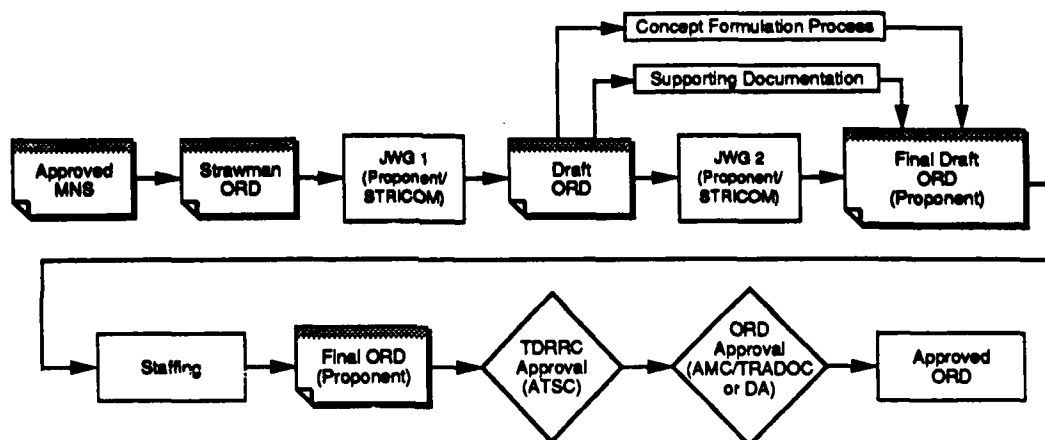 Concept Formulation Process
Supporting Documentation
Approved
MNS
Strawman
ORD
JWG 1
(Proponent/
STRICOM)
Draft
ORD
JWG 2
(Proponent/
STRICOM)
Final Draft
ORD
(Proponent)
Staffing
Final ORD
(Proponent)
TDRRC
Approval
(ATSC)
ORD
Approval
(AMC/TRADOC
or DA)
Approved
ORD